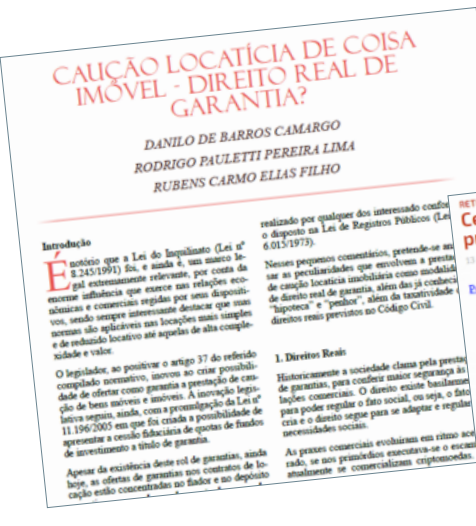 CAUÇÃO LOCATÍCIA DE COISA
IMÓVEL - DIREITO REAL DE
GARANTIA?
DANILO DE BARROS CAMARGO
RODRIGO PAULETTI PEREIRA LIMA
RUBENS CARMO ELIAS FILHO
Introdução
É notório que a Lei do Inquilinato (Lei nº
8.245/1991) foi, e ainda é, um marco le-
gal extremamente relevante, por conta da
enorme influência que exerce nas relações eco-
nômicas e comerciais regidas por seus dispositi-
vos, sendo sempre interessante destacar que suas
normas são aplicáveis nas locações mais simples
e de reduzido locativo até aquelas de alta comple-
xidade e valor.
O legislador, ao positivar o artigo 37 do referido
compilado normativo, inovou ao criar possibili-
dade de ofertar como garantia a prestação de cau-
ção de bens móveis e imóveis. A inovação legis-
lativa seguiu, ainda, com a promulgação da Lei nº
11.196/2005 em que foi criada a possibilidade de
apresentar a cessão fiduciária de quotas de fundos
de investimento a título de garantia.
Apesar da existência deste rol de garantias, ainda
hoje, as ofertas de garantias nos contratos de lo-
cação estão concentradas no fiador e no depósito
realizado por qualquer dos interessado confor
o disposto na Lei de Registros Públicos (Lei
6.015/1973).
Nesses pequenos comentários, pretende-se an
sar as peculiaridades que envolvem a presta
de caução locatícia imobiliária como modalid
de direito real de garantia, além das já conheci
"hipoteca" e "penhor", além da taxatividade
direitos reais previstos no Código Civil.
1. Direitos Reais
Historicamente a sociedade clama pela presta
de garantias, para conferir maior segurança às
lações comerciais. O direito existe basilarme
para poder regular o fato social, ou seja, o fato
cria e o direito segue para se adaptar e regular
necessidades sociais.
As praxes comerciais evoluíram em ritmo ace
rado, se nos primórdios executava-se o escam
atualmente se comercializam criptomoedas.
RET
Ce
p
13
P